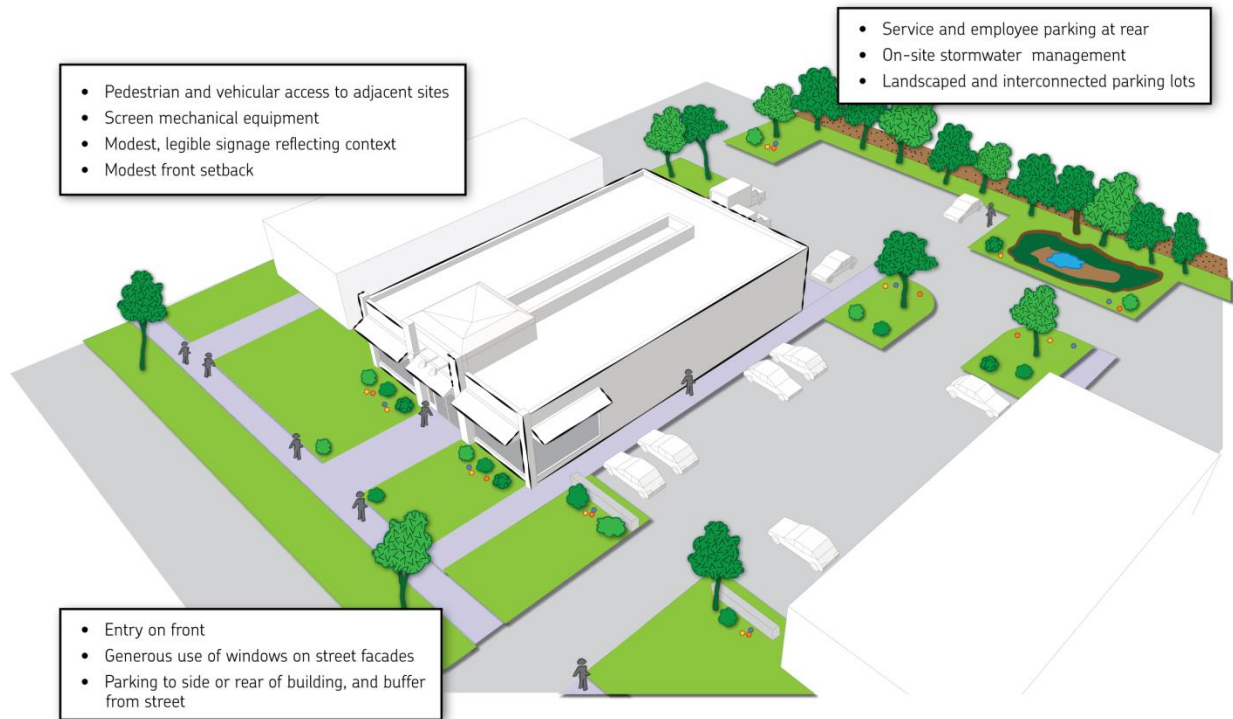 • Pedestrian and vehicular access to adjacent sites
• Screen mechanical equipment
• Modest, legible signage reflecting context
• Modest front setback
• Service and employee parking at rear
• On-site stormwater management
• Landscaped and interconnected parking lots
• Entry on front
• Generous use of windows on street facades
• Parking to side or rear of building, and buffer
from street